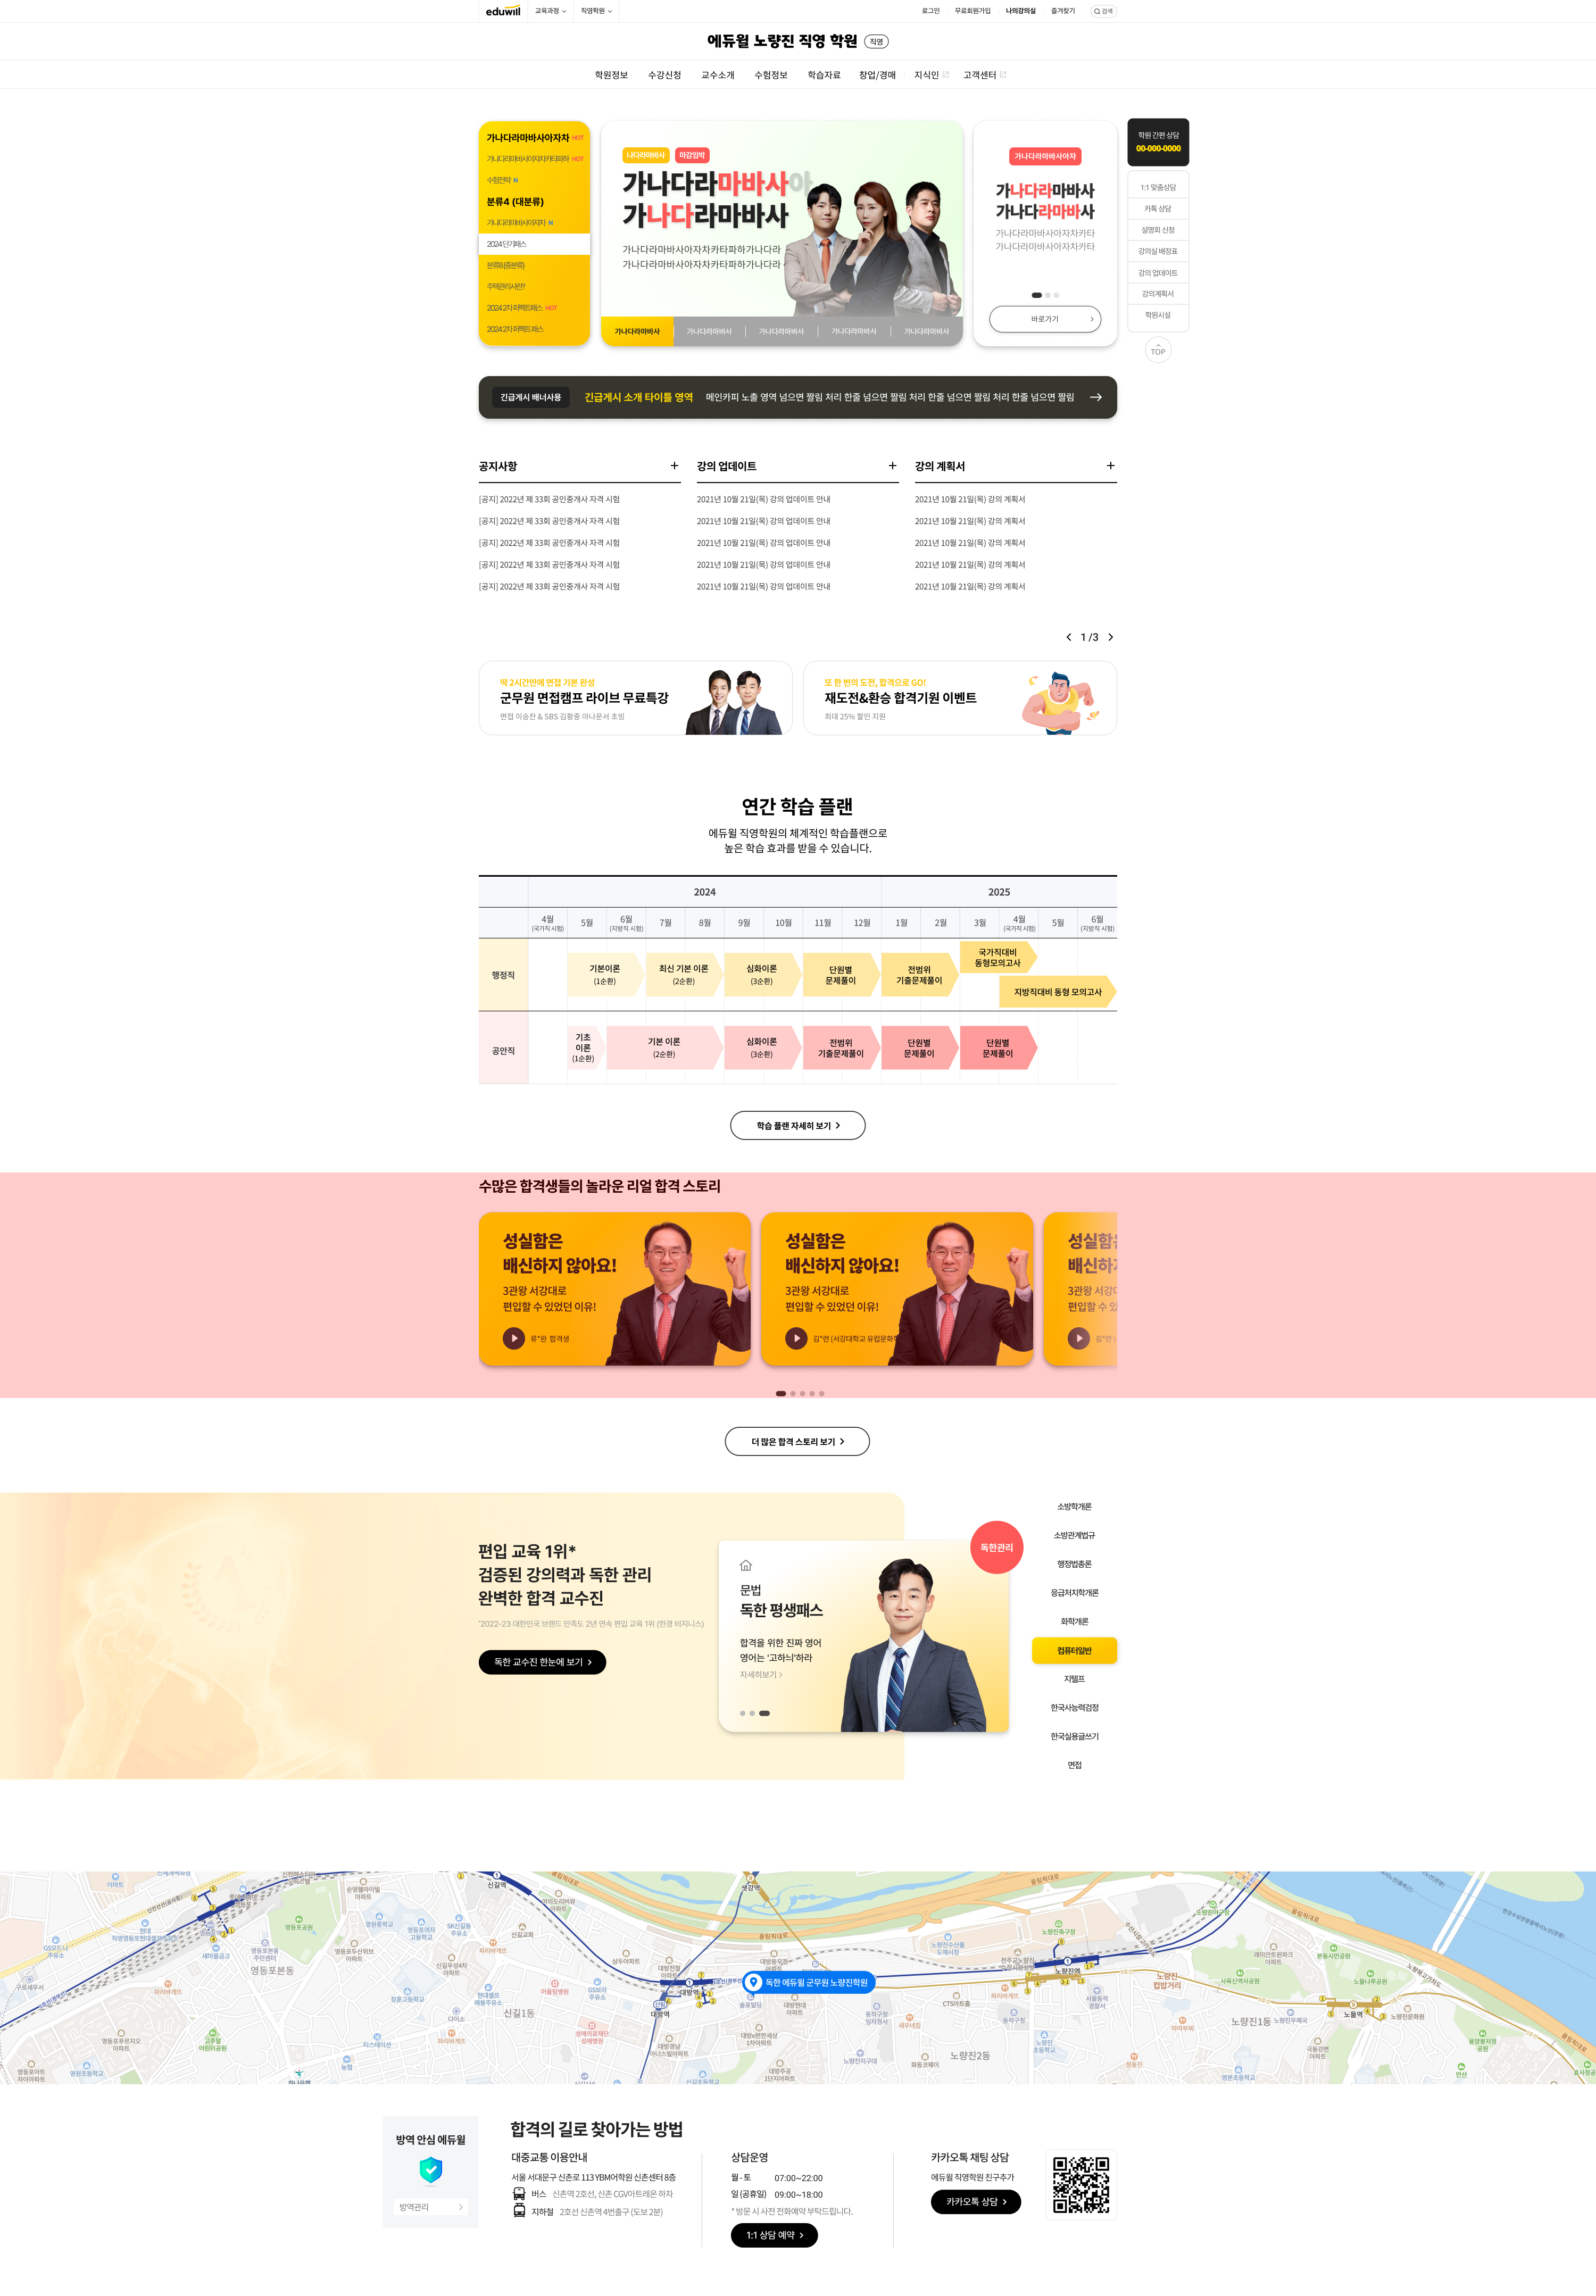 eduwill
교육과정
직영학원
로그인
무료회원가입
나의강의실
즐겨찾기
검색
에듀윌 노량진 직영 학원
직영
학원정보
수강신청
교수소개
수험정보
학습자료
창업/경매
지식인
고객센터
가나다라마바사아자차 HOT
가나다라마바사아자차카타파하 HOT
수험전략 N
분류4 (대분류)
가나다라마바사아자차 N
2024 단기패스
분류8(중분류)
주택관리사란?
2024 2차 퍼펙트 패스 HOT
2024 2차 퍼펙트 패스
나다라마바사
마감임박
가나다라마바사아
가나다라마바사
가나다라마바사아자차카타파하가나다라
가나다라마바사아자차카타파하가나다라
가나다라마바사
가나다라마바사
가나다라마바사
가나다라마바사
가나다라마바사
가나다라마바사아자
가나다라마바사
가나다라마바사
가나다라마바사아자차카타
가나다라마바사아자차카타
바로가기
학원 간편 상담
00-000-0000
1:1 맞춤상담
카톡 상담
설명회 신청
강의실 배정표
강의 업데이트
강의계획서
학원시설
TOP
긴급게시 배너사용
긴급게시 소개 타이틀 영역
메인카피 노출 영역 넘으면 짤림 처리 한줄 넘으면 짤림 처리 한줄 넘으면 짤림 처리 한줄 넘으면 짤림
공지사항
[공지] 2022년 제 33회 공인중개사 자격 시험
[공지] 2022년 제 33회 공인중개사 자격 시험
[공지] 2022년 제 33회 공인중개사 자격 시험
[공지] 2022년 제 33회 공인중개사 자격 시험
[공지] 2022년 제 33회 공인중개사 자격 시험
강의 업데이트
2021년 10월 21일(목) 강의 업데이트 안내
2021년 10월 21일(목) 강의 업데이트 안내
2021년 10월 21일(목) 강의 업데이트 안내
2021년 10월 21일(목) 강의 업데이트 안내
2021년 10월 21일(목) 강의 업데이트 안내
강의 계획서
2021년 10월 21일(목) 강의 계획서
2021년 10월 21일(목) 강의 계획서
2021년 10월 21일(목) 강의 계획서
2021년 10월 21일(목) 강의 계획서
2021년 10월 21일(목) 강의 계획서
1 /3
딱 2시간만에 면접 기본 완성
군무원 면접캠프 라이브 무료특강
면접 이승찬 & SBS 김환중 아나운서 초빙
또 한 번의 도전, 합격으로 GO!
재도전&환승 합격기원 이벤트
최대 25% 할인 지원
연간 학습 플랜
에듀윌 직영학원의 체계적인 학습플랜으로
높은 학습 효과를 받을 수 있습니다.
2024
2025
4월
(국가직 시험)
5월
6월
(지방직 시험)
7월
8월
9월
10월
11월
12월
1월
2월
3월
4월
(국가직 시험)
5월
6월
(지방직 시험)
행정직
기본이론
(1순환)
최신 기본 이론
(2순환)
심화이론
(3순환)
단원별
문제풀이
전범위
기출문제풀이
국가직대비
동형모의고사
지방직대비 동형 모의고사
공안직
기초
이론
(1순환)
기본 이론
(2순환)
심화이론
(3순환)
전범위
기출문제풀이
단원별
문제풀이
단원별
문제풀이
학습 플랜 자세히 보기
수많은 합격생들의 놀라운 리얼 합격 스토리
성실함은
배신하지 않아요!
3관왕 서강대로
편입할 수 있었던 이유!
류*완 합격생
성실함은
배신하지 않아요!
3관왕 서강대로
편입할 수 있었던 이유!
김*련 (서강대학교 유럽문화학
성실함은
배신하지
3관왕 서강대
편입할 수 있
김*련
더 많은 합격 스토리 보기
편입 교육 1위*
검증된 강의력과 독한 관리
완벽한 합격 교수진
*2022-23 대한민국 브랜드 만족도 2년 연속 편입 교육 1위 (한경 비지니스)
독한 교수진 한눈에 보기
독한관리
문법
독한 평생패스
합격을 위한 진짜 영어
영어는 '고하늬'하라
자세히보기
소방학개론
소방관계법규
행정법총론
응급처치학개론
화학개론
컴퓨터일반
지텔프
한국사능력검정
한국실용글쓰기
면접
신길역
샛강역
올림픽대로
영등포공원
영등포본동
신길1동
대방역
독한 에듀윌 군무원 노량진학원
노량진역
노량진
컵밥거리
노량진축구장
노량진수산물
도매시장
노량진1동
노량진2동
노들역
노들나루공원
사육신역사공원
본동시민공원
합격의 길로 찾아가는 방법
방역 안심 에듀윌
방역관리
대중교통 이용안내
서울 서대문구 신촌로 113 YBM어학원 신촌센터 8층
버스 신촌역 2호선, 신촌 CGV아트레온 하차
지하철 2호선 신촌역 4번출구 (도보 2분)
상담운영
월 - 토 07:00~22:00
일 (공휴일) 09:00~18:00
* 방문 시 사전 전화예약 부탁드립니다.
1:1 상담 예약
카카오톡 채팅 상담
에듀윌 직영학원 친구추가
카카오톡 상담